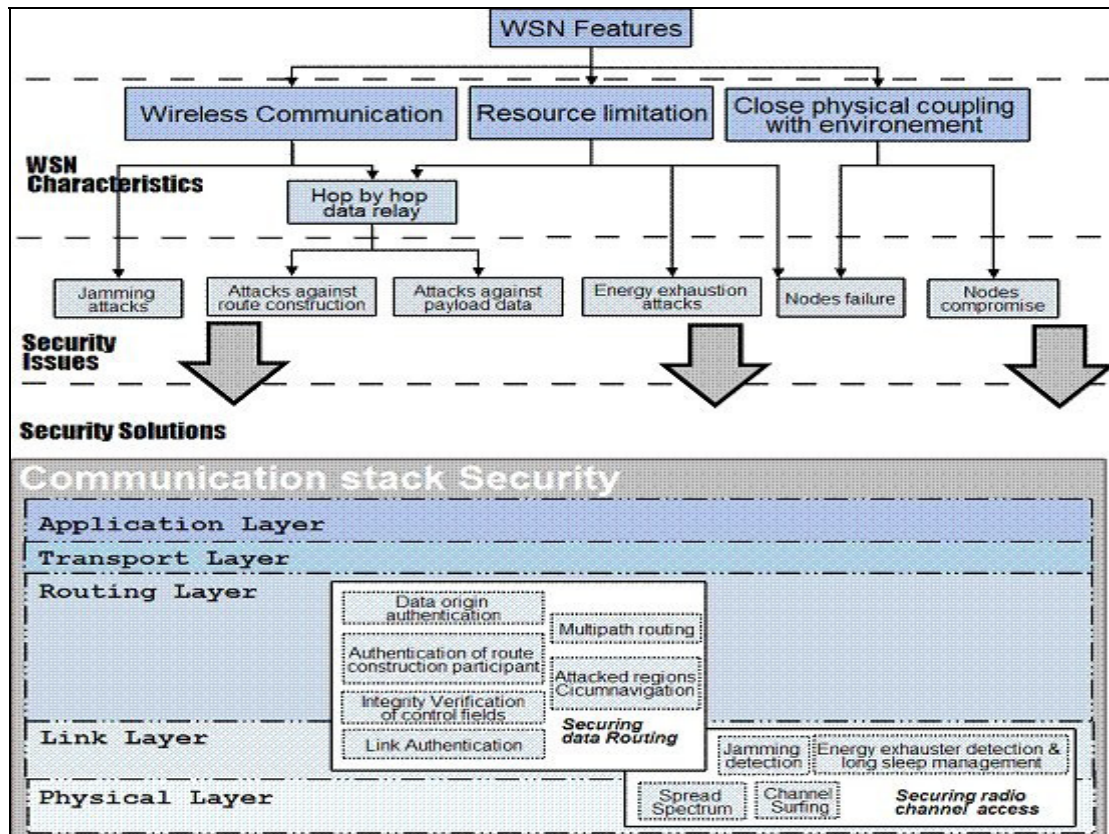 WSN Features
Wireless Communication
Resource limitation
Close physical coupling
with environement
WSN
Characteristics
Hop by hop
data relay
Jamming
attacks
Attacks against
route construction
Attacks against
payload data
Energy exhaustion
attacks
Nodes failure
Nodes
compromise
Security
Issues
Security Solutions
Communication stack Security
Application Layer
Transport Layer
Routing Layer
Data origin
authentication
Multipath routing
Authentication of route
construction participant
Attacked regions
Cicumnavigation
Integrity Verification
of control fields
Securing
data Routing
Link Authentication
Link Layer
Jamming
detection
Energy exhauster detection &
long sleep management
Physical Layer
Spread
Spectrum
Channel
Surfing
Securing radio
channel access